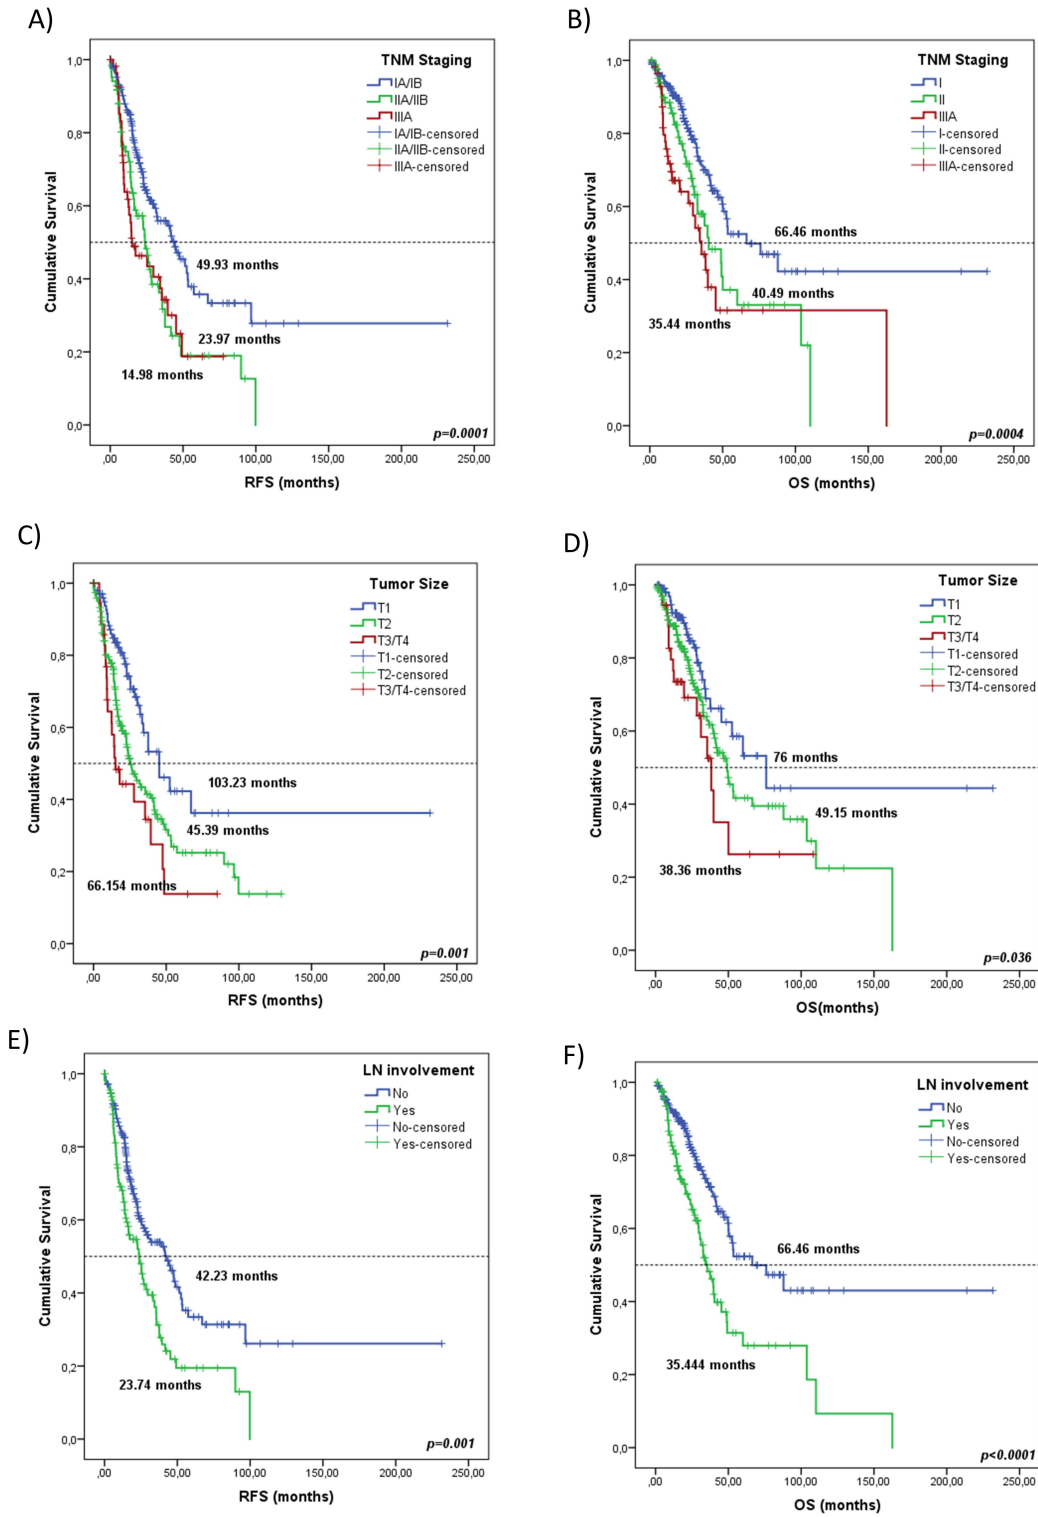 A)
TNM Staging
IA/IB
IIA/IIB
IIIA
IA/IB-censored
IIA/IIB-censored
IIIA-censored
Cumulative Survival
1,0
0,8
0,6
0,4
0,2
0,0
49.93 months
23.97 months
14.98 months
p=0.0001
,00 50,00 100,00 150,00 200,00 250,00
RFS (months)
B)
TNM Staging
I
II
IIIA
I-censored
II-censored
IIIA-censored
Cumulative Survival
1,0
0,8
0,6
0,4
0,2
0,0
66.46 months
40.49 months
35.44 months
p=0.0004
,00 50,00 100,00 150,00 200,00 250,00
OS (months)
C)
Tumor Size
T1
T2
T3/T4
T1-censored
T2-censored
T3/T4-censored
Cumulative Survival
1,0
0,8
0,6
0,4
0,2
0,0
103.23 months
45.39 months
66.154 months
p=0.001
,00 50,00 100,00 150,00 200,00 250,00
RFS (months)
D)
Tumor Size
T1
T2
T3/T4
T1-censored
T2-censored
T3/T4-censored
Cumulative Survival
1,0
0,8
0,6
0,4
0,2
0,0
76 months
49.15 months
38.36 months
p=0.036
,00 50,00 100,00 150,00 200,00 250,00
OS(months)
E)
LN involvement
No
Yes
No-censored
Yes-censored
Cumulative Survival
1,0
0,8
0,6
0,4
0,2
0,0
42.23 months
23.74 months
p=0.001
,00 50,00 100,00 150,00 200,00 250,00
RFS (months)
F)
LN involvement
No
Yes
No-censored
Yes-censored
Cumulative Survival
1,0
0,8
0,6
0,4
0,2
0,0
66.46 months
35.444 months
p<0.0001
,00 50,00 100,00 150,00 200,00 250,00
OS (months)